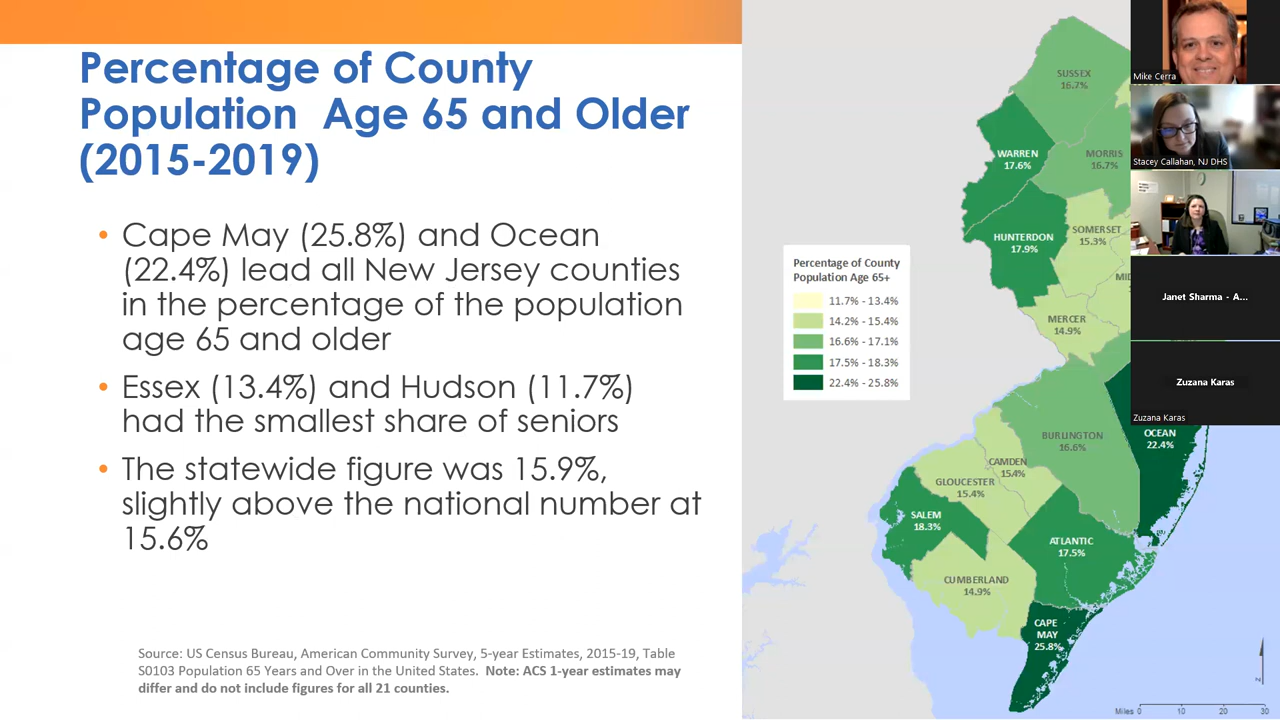 Percentage of County
Population Age 65 and Older
(2015-2019)
• Cape May (25.8%) and Ocean
(22.4%) lead all New Jersey counties
in the percentage of the population
age 65 and older
• Essex (13.4%) and Hudson (11.7%)
had the smallest share of seniors
• The statewide figure was 15.9%,
slightly above the national number at
15.6%
Source: US Census Bureau, American Community Survey, 5-year Estimates, 2015-19, Table
S0103 Population 65 Years and Over in the United States. Note: ACS 1-year estimates may
differ and do not include figures for all 21 counties.
Percentage of County
Population Age 65+
11.7% - 13.4%
14.2% - 15.4%
16.6% - 17.1%
17.5% - 18.3%
22.4% - 25.8%
SUSSEX
16.7%
WARREN
17.6%
MORRIS
16.7%
HUNTERDON
17.9%
SOMERSET
15.3%
MID
MERCER
14.9%
BURLINGTON
16.6%
OCEAN
22.4%
CAMDEN
15.4%
GLOUCESTER
15.4%
SALEM
18.3%
ATLANTIC
17.5%
CUMBERLAND
14.9%
CAPE
MAY
25.8%
Miles 0 10 20 30
Z
Mike Cerra
Stacey Callahan, NJ DHS
Janet Sharma - A...
Zuzana Karas
Zuzana Karas